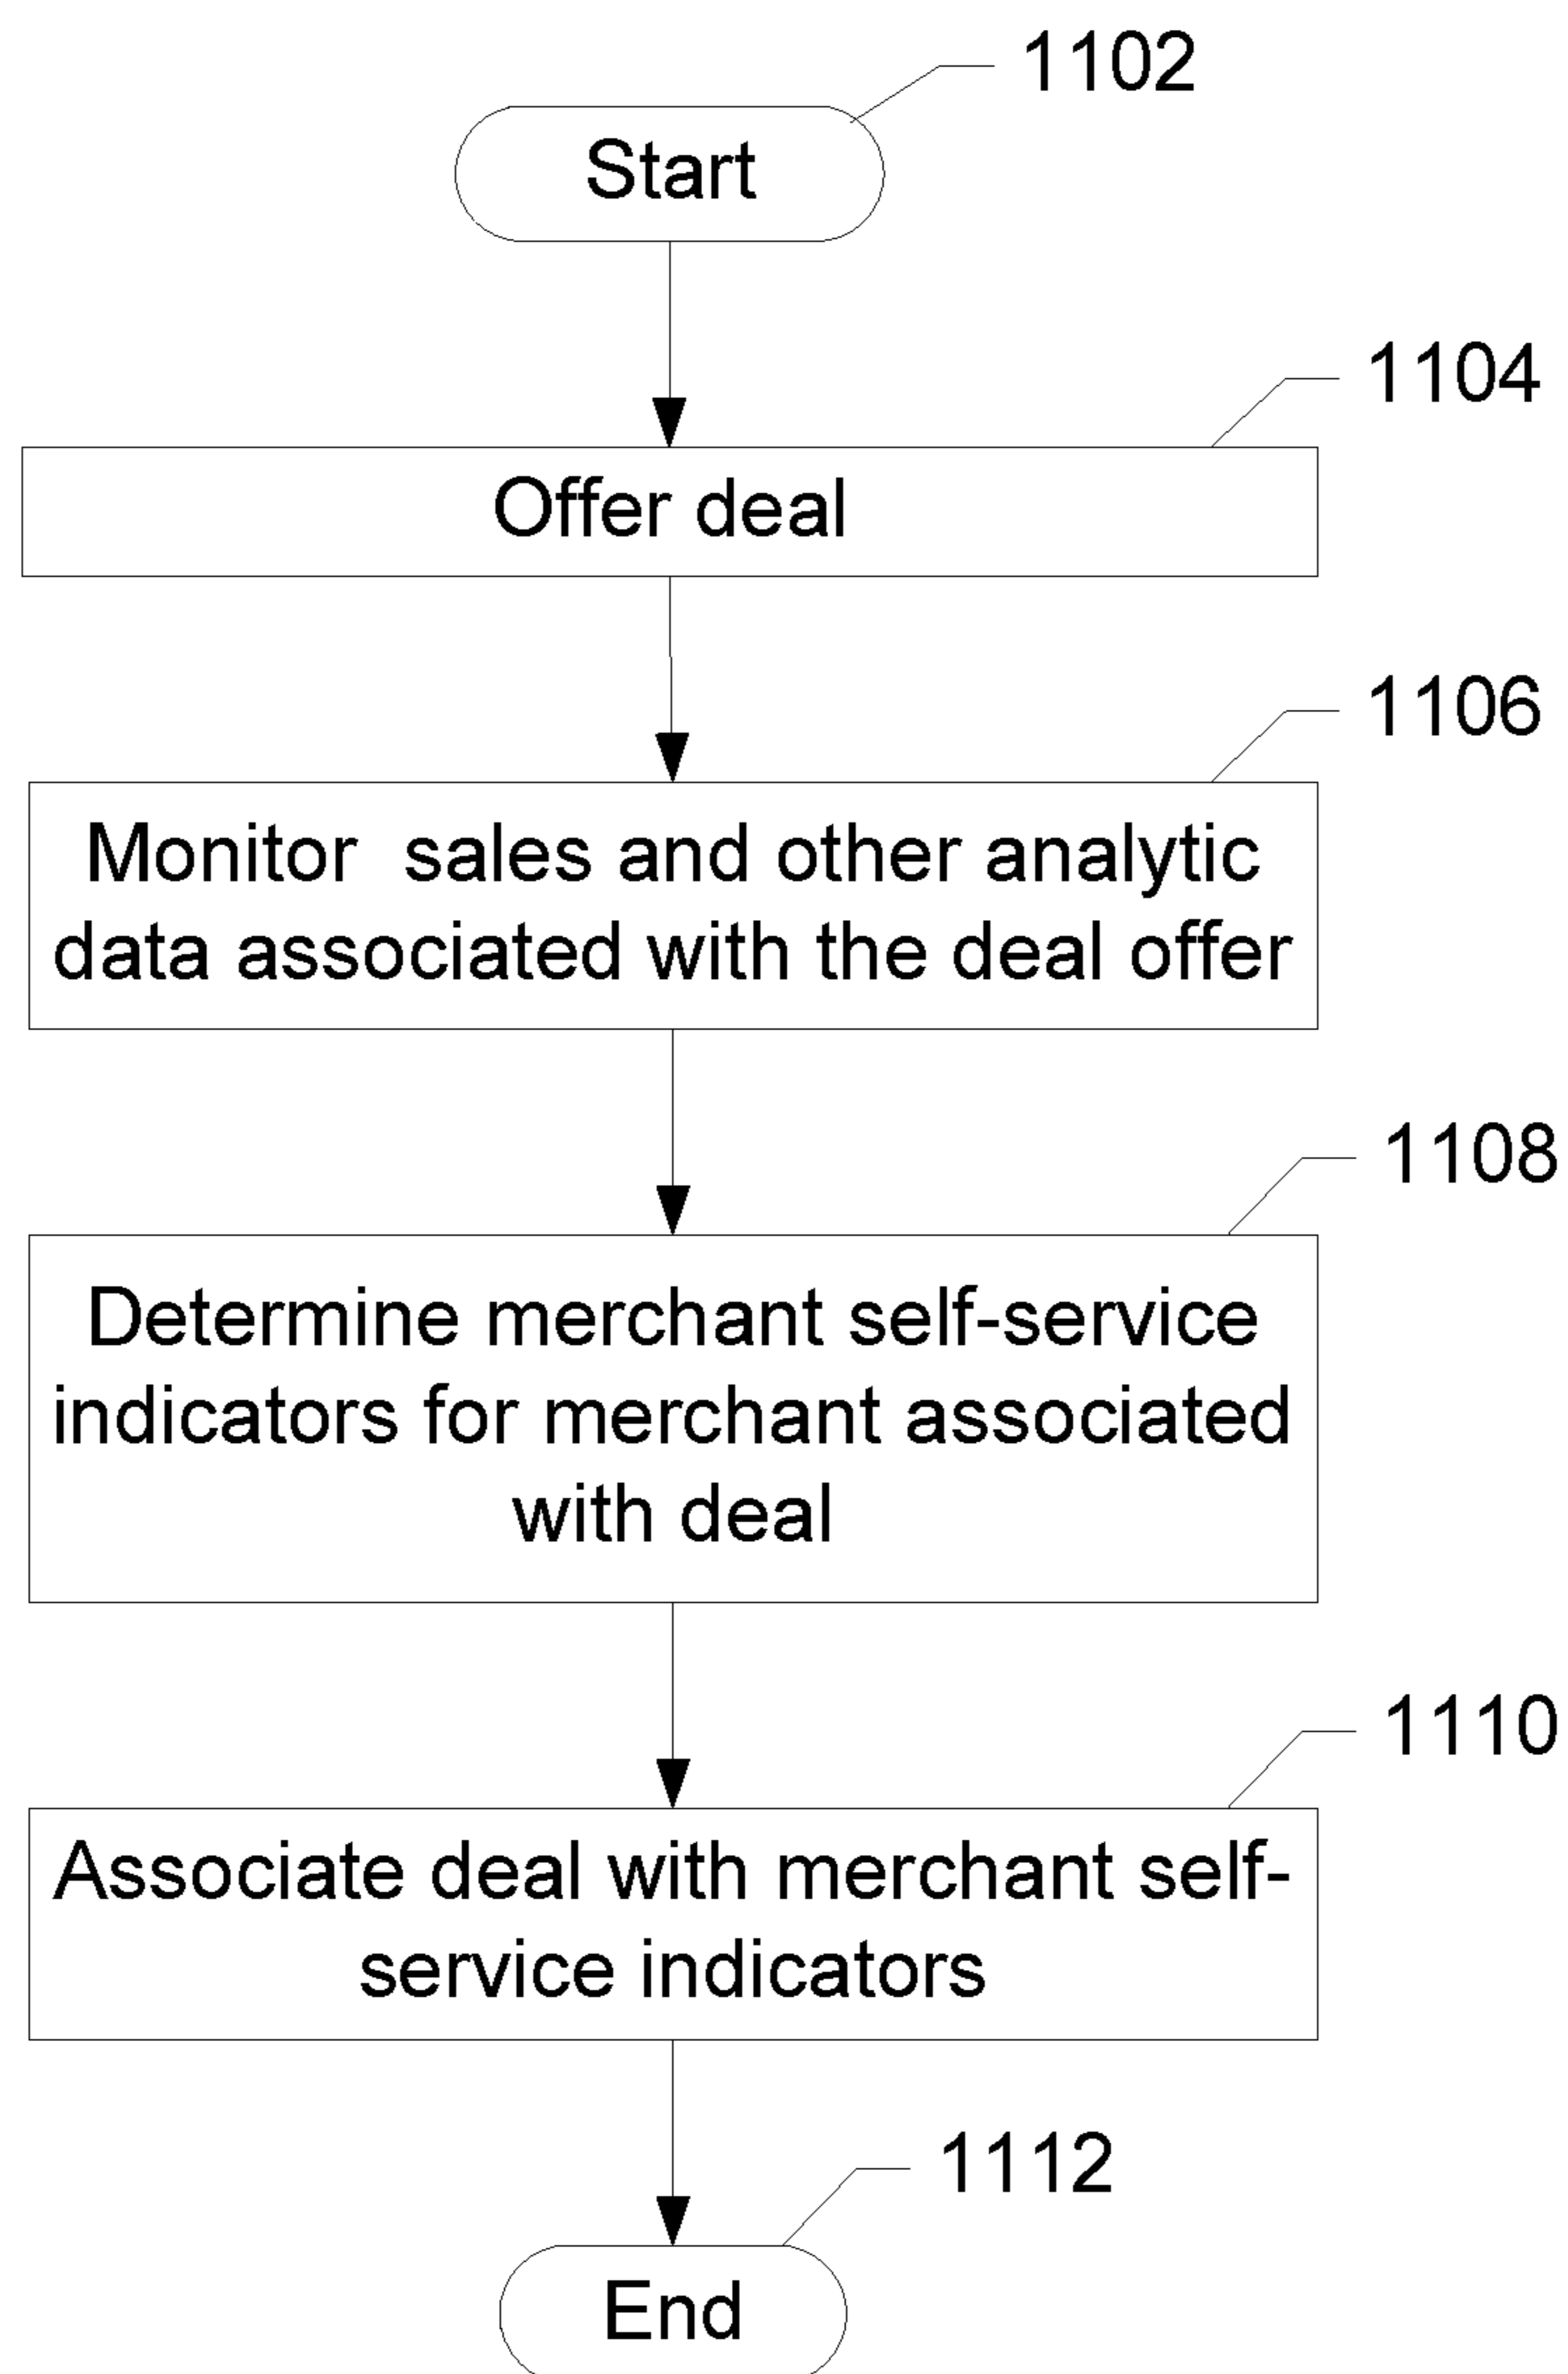 1102
Start
1104
Offer deal
1106
Monitor  sales and other analytic
data associated with the deal offer
1108
Determine merchant self-service
indicators for merchant associated
with deal
1110
Associate deal with merchant self-
service indicators
1112
End